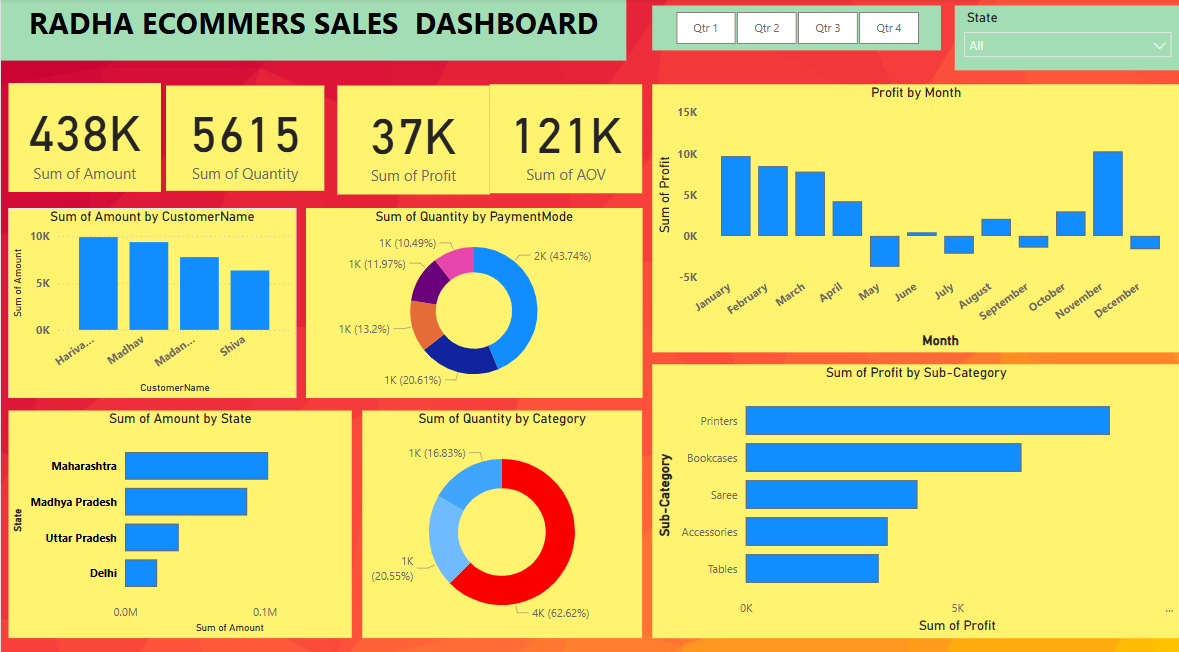 RADHA ECOMMERS SALES DASHBOARD
Qtr 1
Qtr 2
Qtr 3
Qtr 4
State
All
438K
Sum of Amount
5615
Sum of Quantity
37K
Sum of Profit
121K
Sum of AOV
Sum of Amount by CustomerName
Sum of Amount
10K
5K
0K
Hariva...
Madhav
Madan...
Shiva
CustomerName
Sum of Quantity by PaymentMode
1K (10.49%)
2K (43.74%)
1K (11.97%)
1K (13.2%)
1K (20.61%)
Profit by Month
Sum of Profit
15K
10K
5K
0K
-5K
January
February
March
April
May
June
July
August
September
October
November
December
Month
Sum of Amount by State
State
Maharashtra
Madhya Pradesh
Uttar Pradesh
Delhi
0.0M
0.1M
Sum of Amount
Sum of Quantity by Category
1K (16.83%)
1K
(20.55%)
4K (62.62%)
Sum of Profit by Sub-Category
Sub-Category
Printers
Bookcases
Saree
Accessories
Tables
0K
5K
...
Sum of Profit